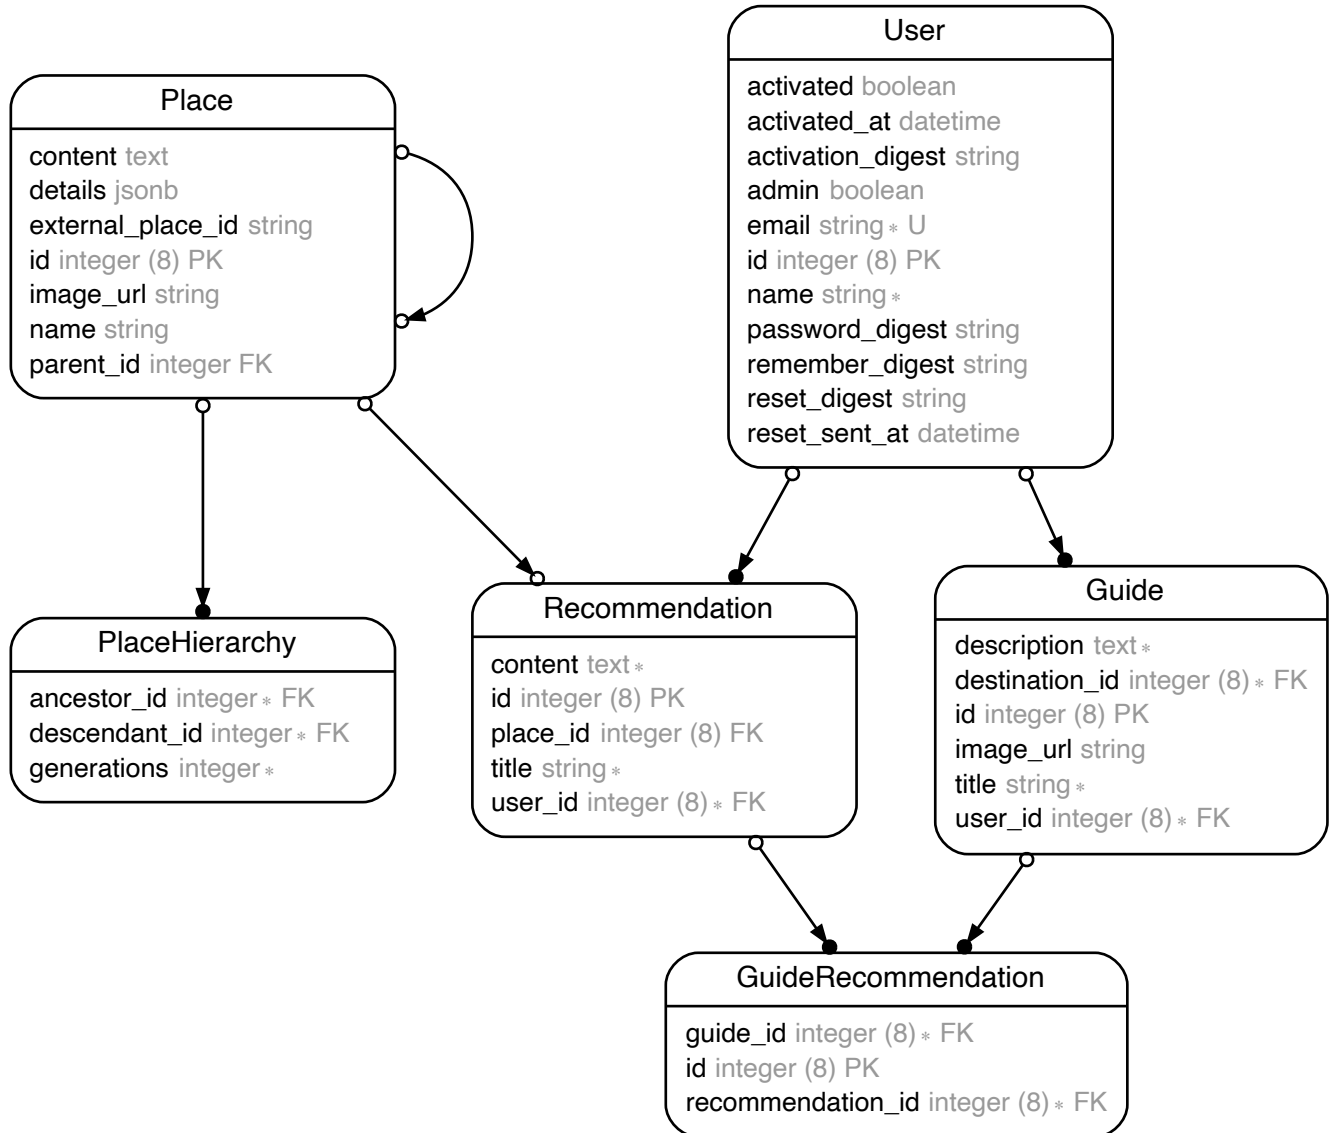 User
activated boolean
activated_at datetime
activation_digest string
admin boolean
email string* U
id integer (8) PK
name string*
password_digest string
remember_digest string
reset_digest string
reset_sent_at datetime
Place
content text
details jsonb
external_place_id string
id integer (8) PK
image_url string
name string
parent_id integer FK
PlaceHierarchy
ancestor_id integer* FK
descendant_id integer* FK
generations integer*
Recommendation
content text*
id integer (8) PK
place_id integer (8) FK
title string*
user_id integer (8)* FK
Guide
description text*
destination_id integer (8)* FK
id integer (8) PK
image_url string
title string*
user_id integer (8)* FK
GuideRecommendation
guide_id integer (8)* FK
id integer (8) PK
recommendation_id integer (8)* FK